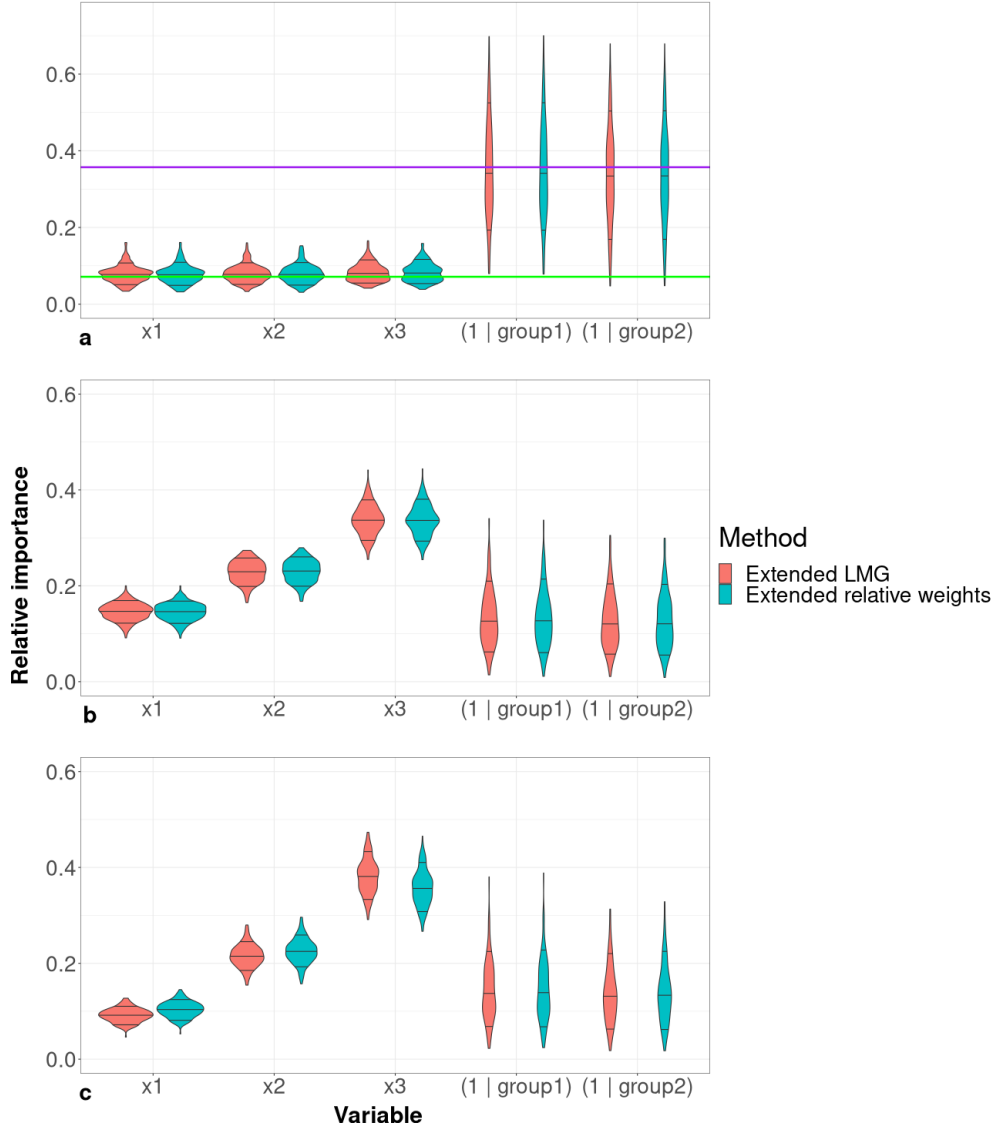 0.6
0.4
0.2
0.0
a
x1 x2 x3 (1 | group1) (1 | group2)
0.6
0.4
0.2
0.0
b
x1 x2 x3 (1 | group1) (1 | group2)
Relative importance
Method
Extended LMG
Extended relative weights
0.6
0.4
0.2
0.0
c
x1 x2 x3 (1 | group1) (1 | group2)
Variable